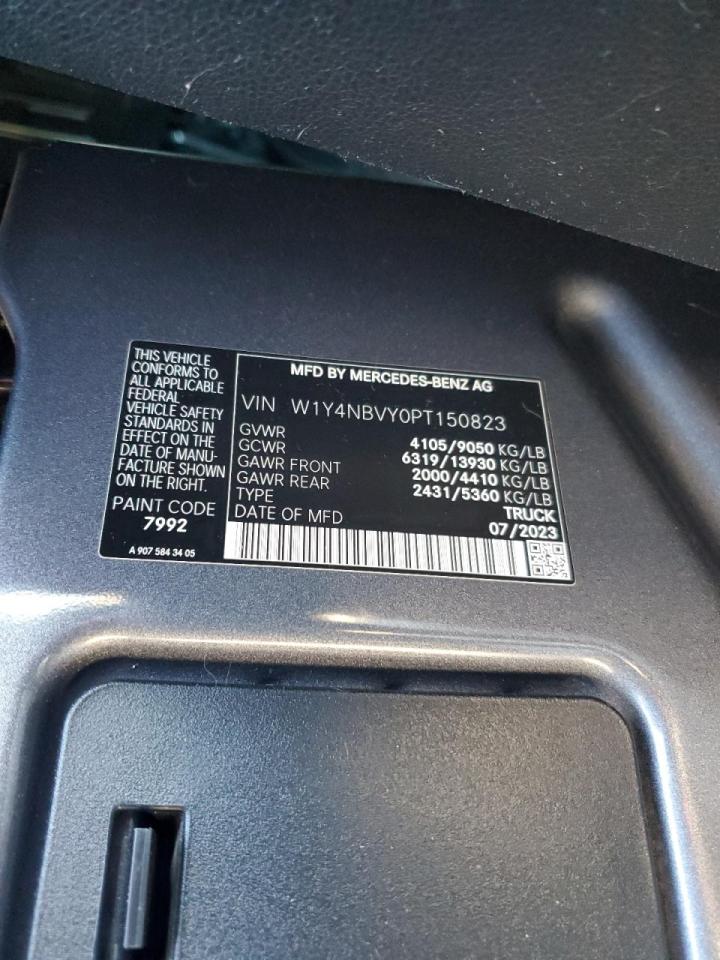 THIS VEHICLE
CONFORMS TO
ALL APPLICABLE
FEDERAL
VEHICLE SAFETY
STANDARDS IN
EFFECT ON THE
DATE OF MANU-
FACTURE SHOWN
ON THE RIGHT.
PAINT CODE
7992
A 907 584 34 05
MFD BY MERCEDES-BENZ AG
VIN W1Y4NBVY0PT150823
GVWR 4105/9050 KG/LB
GCWR 6319/13930 KG/LB
GAWR FRONT 2000/4410 KG/LB
GAWR REAR 2431/5360 KG/LB
TYPE TRUCK
DATE OF MFD 07/2023